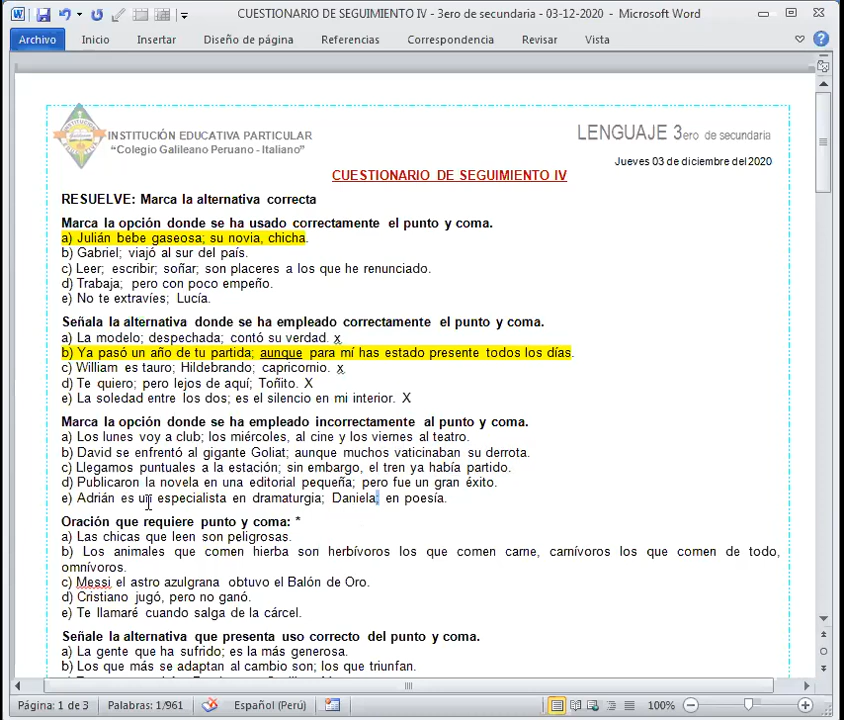 CUESTIONARIO DE SEGUIMIENTO IV - 3ero de secundaria - 03-12-2020 - Microsoft Word
Archivo Inicio Insertar Diseño de página Referencias Correspondencia Revisar Vista
INSTITUCIÓN EDUCATIVA PARTICULAR
“Colegio Galileano Peruano - Italiano”
LENGUAJE 3ero de secundaria
Jueves 03 de diciembre del 2020
CUESTIONARIO DE SEGUIMIENTO IV
RESUELVE: Marca la alternativa correcta
Marca la opción donde se ha usado correctamente el punto y coma.
a) Julián bebe gaseosa; su novia, chicha.
b) Gabriel; viajó al sur del país.
c) Leer; escribir; soñar; son placeres a los que he renunciado.
d) Trabaja; pero con poco empeño.
e) No te extravíes; Lucía.
Señala la alternativa donde se ha empleado correctamente el punto y coma.
a) La modelo; despechada; contó su verdad. x
b) Ya pasó un año de tu partida; aunque para mí has estado presente todos los días.
c) William es tauro; Hildebrando; capricornio. x
d) Te quiero; pero lejos de aquí; Toñito. X
e) La soledad entre los dos; es el silencio en mi interior. X
Marca la opción donde se ha empleado incorrectamente al punto y coma.
a) Los lunes voy a club; los miércoles, al cine y los viernes al teatro.
b) David se enfrentó al gigante Goliat; aunque muchos vaticinaban su derrota.
c) Llegamos puntuales a la estación; sin embargo, el tren ya había partido.
d) Publicaron la novela en una editorial pequeña; pero fue un gran éxito.
e) Adrián es un especialista en dramaturgia; Daniela; en poesía.
Oración que requiere punto y coma: *
a) Las chicas que leen son peligrosas.
b) Los animales que comen hierba son herbívoros los que comen carne, carnívoros los que comen de todo,
omnívoros.
c) Messi el astro azulgrana obtuvo el Balón de Oro.
d) Cristiano jugó, pero no ganó.
e) Te llamaré cuando salga de la cárcel.
Señale la alternativa que presenta uso correcto del punto y coma.
a) La gente que ha sufrido; es la más generosa.
b) Los que más se adaptan al cambio son; los que triunfan.
Página: 1 de 3 Palabras: 1/961 Español (Perú) 100%